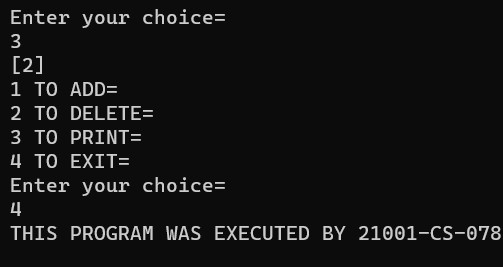 Enter your choice=
3
[2]
1 TO ADD=
2 TO DELETE=
3 TO PRINT=
4 TO EXIT=
Enter your choice=
4
THIS PROGRAM WAS EXECUTED BY 21001-CS-078